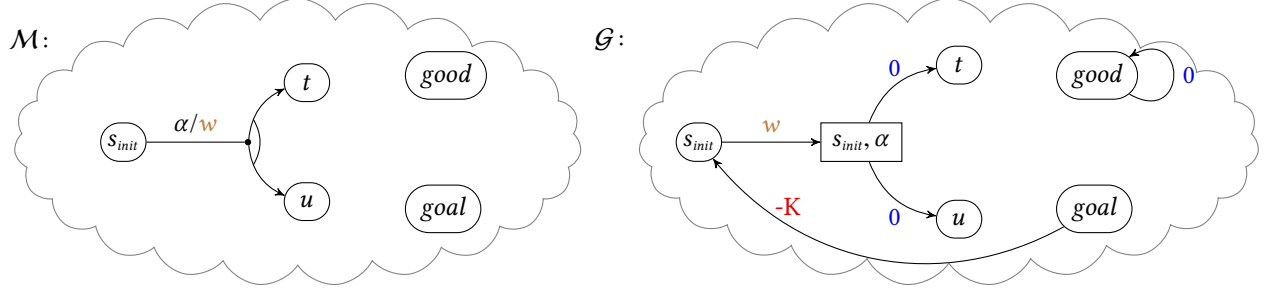 M:
α/w
s_init
t
u
good
goal
G:
s_init
w
s_init, α
0
t
0
u
good
0
goal
-K